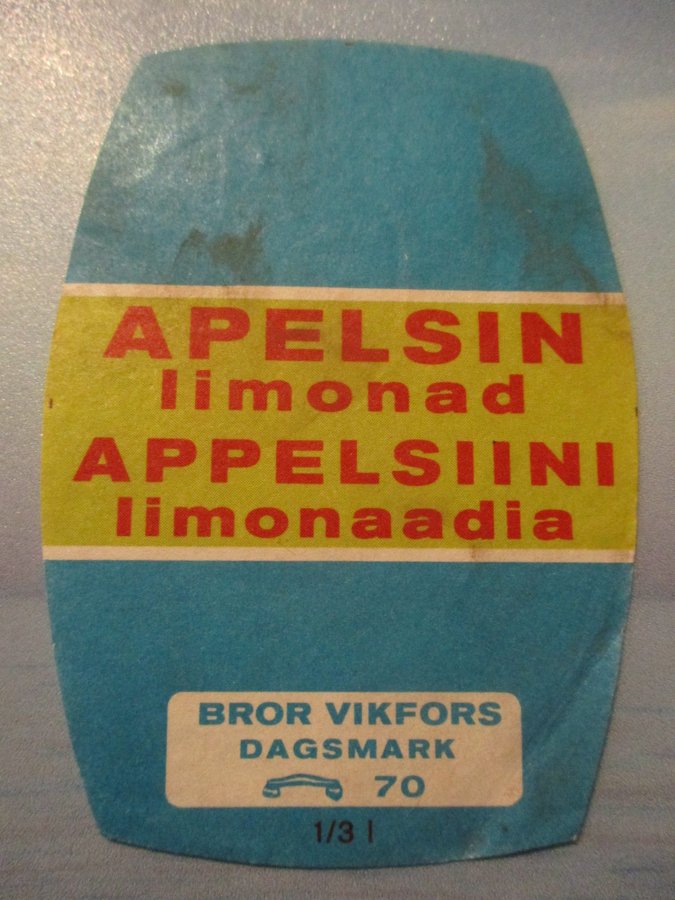 APELSIN
limonad
APPELSIINI
limonaadia
BROR VIKFORS
DAGSMARK
70
1/3 l